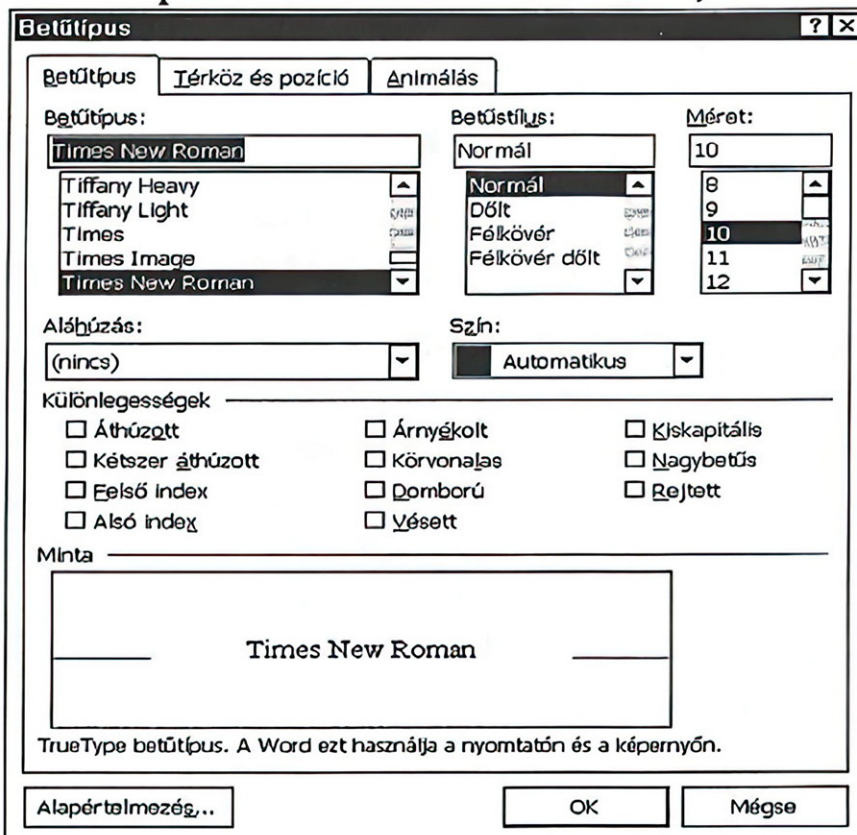 Betűtípus ? ×
Betűtípus Térköz és pozíció Animálás
Betűtípus: Betűstílus: Méret:
Times New Roman Normál 10
Tiffany Heavy Normál 8
Tiffany Light Dőlt 9
Times Félkövér 10
Times Image Félkövér dőlt 11
Times New Roman 12
Aláhúzás: Szín:
(nincs) Automatikus
Különlegességek
Áthúzott Árnyékolt Kiskapitális
Kétszer áthúzott Körvonalas Nagybetűs
Felső index Domború Rejtett
Alsó index Vésett
Minta
Times New Roman
TrueType betűtípus. A Word ezt használja a nyomtatón és a képernyőn.
Alapértelmezés... OK Mégse